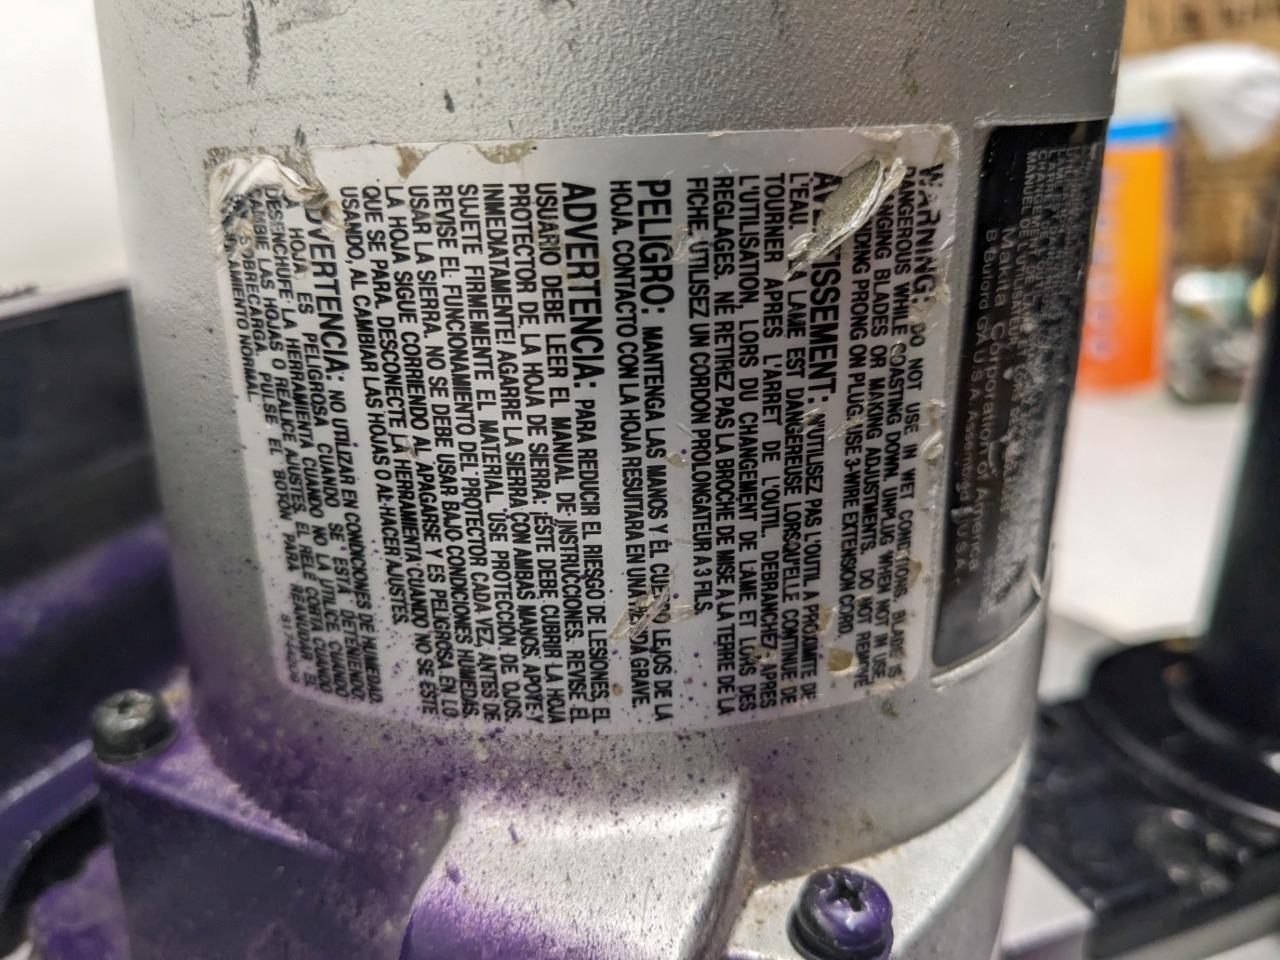 WARNING: DO NOT USE IN WET CONDITIONS. BLADE IS
DANGEROUS WHILE COASTING DOWN. UNPLUG WHEN NOT IN USE,
CHANGING BLADES OR MAKING ADJUSTMENTS. DO NOT REMOVE
PRONG ON PLUG. USE 3-WIRE EXTENSION CORD.
AVERTISSEMENT: N'UTILISEZ PAS L'OUTIL A PROXIMITE DE
L'EAU. LAME EST DANGEREUSE LORSQU'ELLE CONTINUE DE
TOURNER APRES L'ARRET DE L'OUTIL. DEBRANCHEZ APRES
L'UTILISATION, LORS DU CHANGEMENT DE LAME ET LORS DES
REGLAGES. NE RETIREZ PAS LA BROCHE DE MISE A LA TERRE DE LA
FICHE. UTILISEZ UN CORDON PROLONGATEUR A 3 FILS.
PELIGRO: MANTENGA LAS MANOS Y EL CUERPO LEJOS DE LA
HOJA. CONTACTO CON LA HOJA RESUTARA EN UNA HERIDA GRAVE.
ADVERTENCIA: PARA REDUCIR EL RIESGO DE LESIONES, EL
USUARIO DEBE LEER EL MANUAL DE INSTRUCCIONES. REVISE EL
PROTECTOR DE LA HOJA DE SIERRA: ¡ESTE DEBE CUBRIR LA HOJA
INMEDIATAMENTE! AGARRE LA SIERRA CON AMBAS MANOS. APOYE Y
SUJETE FIRMEMENTE EL MATERIAL. USE PROTECCIÓN DE OJOS.
REVISE EL FUNCIONAMIENTO DEL PROTECTOR CADA VEZ, ANTES DE
USAR LA SIERRA. NO SE DEBE USAR BAJO CONDICIONES HUMEDAS
LA HOJA SIGUE CORRIENDO AL APAGARSE Y ES PELIGROSA EN LO
QUE SE PARA. DESCONECTE LA HERRAMIENTA CUANDO NO SE ESTE
USANDO, AL CAMBIAR LAS HOJAS O AL HACER AJUSTES.
ADVERTENCIA: NO UTILIZAR EN CONDICIONES DE HUMEDAD.
HOJA ES PELIGROSA CUANDO SE ESTÁ DETENIENDO.
DESENCHUFE LA HERRAMIENTA CUANDO NO LA UTILICE, CUANDO
CAMBIE LAS HOJAS O REALICE AJUSTES. EL RELÉ CORTA CUANDO
SOBRECARGA. PULSE EL BOTÓN PARA REANUDAR EL
NORMAL.
Makita Corporation of America
Buford GA U S A Assembled U.S.A.